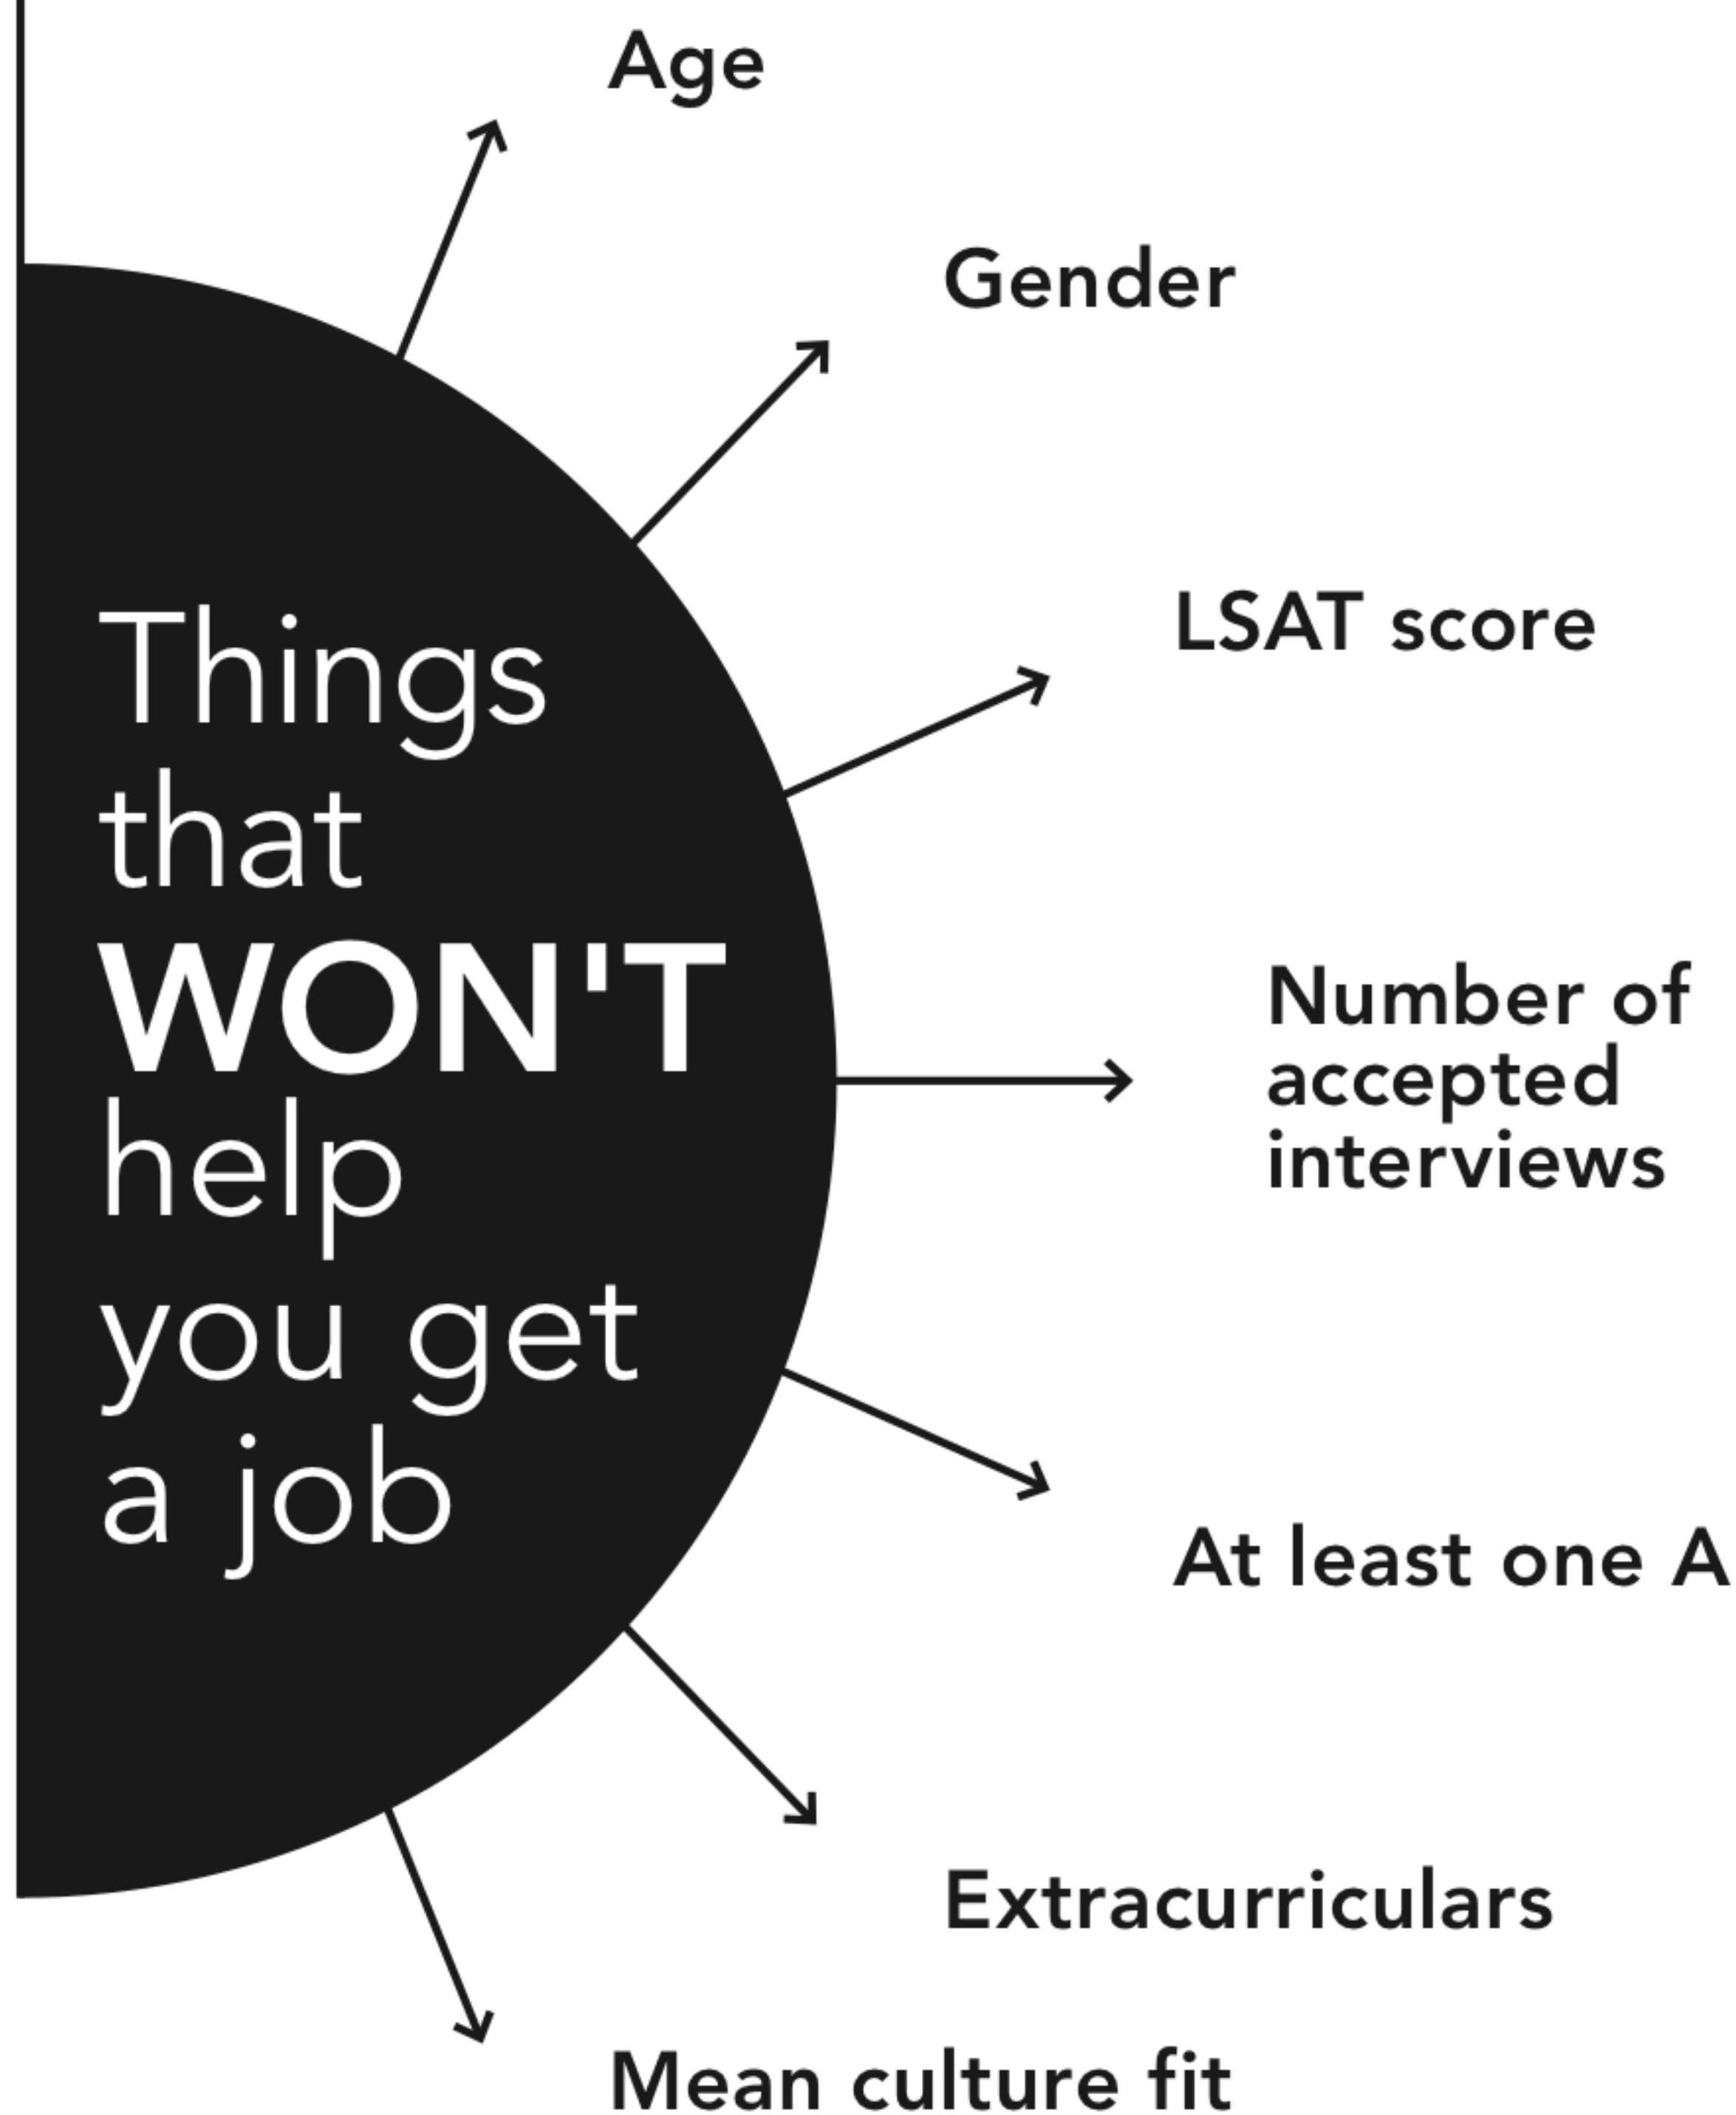 Age
Gender
LSAT score
Things
that
WON'T
help
you get
a job
Number of
accepted
interviews
At least one A
Extracurriculars
Mean culture fit